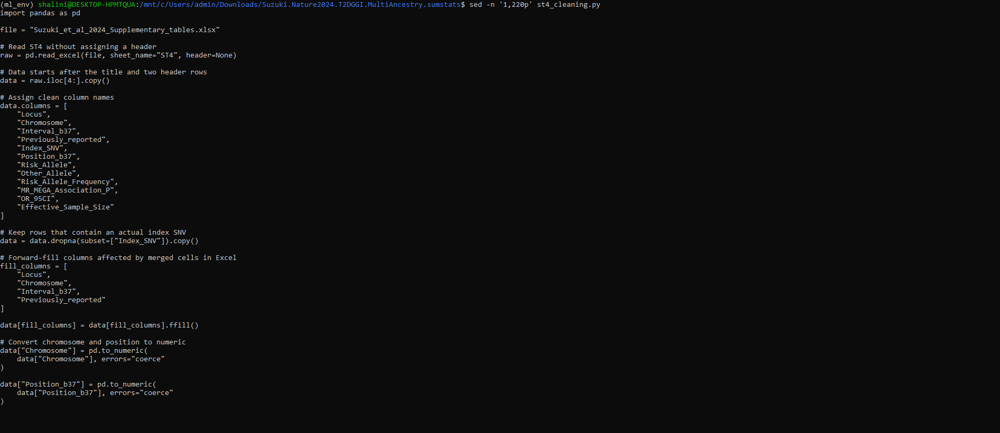 (ml_env) shalini@DESKTOP-HPMTQUA:/mnt/c/Users/admin/Downloads/Suzuki.Nature2024.T2DGGI.MultiAncestry.sumstats$ sed -n '1,220p' st4_cleaning.py
import pandas as pd

file = "Suzuki_et_al_2024_Supplementary_tables.xlsx"

# Read ST4 without assigning a header
raw = pd.read_excel(file, sheet_name="ST4", header=None)

# Data starts after the title and two header rows
data = raw.iloc[4:].copy()

# Assign clean column names
data.columns = [
    "Locus",
    "Chromosome",
    "Interval_b37",
    "Previously_reported",
    "Index_SNV",
    "Position_b37",
    "Risk_Allele",
    "Other_Allele",
    "Risk_Allele_Frequency",
    "MR_MEGA_Association_P",
    "OR_95CI",
    "Effective_Sample_Size"
]

# Keep rows that contain an actual index SNV
data = data.dropna(subset=["Index_SNV"]).copy()

# Forward-fill columns affected by merged cells in Excel
fill_columns = [
    "Locus",
    "Chromosome",
    "Interval_b37",
    "Previously_reported"
]

data[fill_columns] = data[fill_columns].ffill()

# Convert chromosome and position to numeric
data["Chromosome"] = pd.to_numeric(
    data["Chromosome"], errors="coerce"
)

data["Position_b37"] = pd.to_numeric(
    data["Position_b37"], errors="coerce"
)